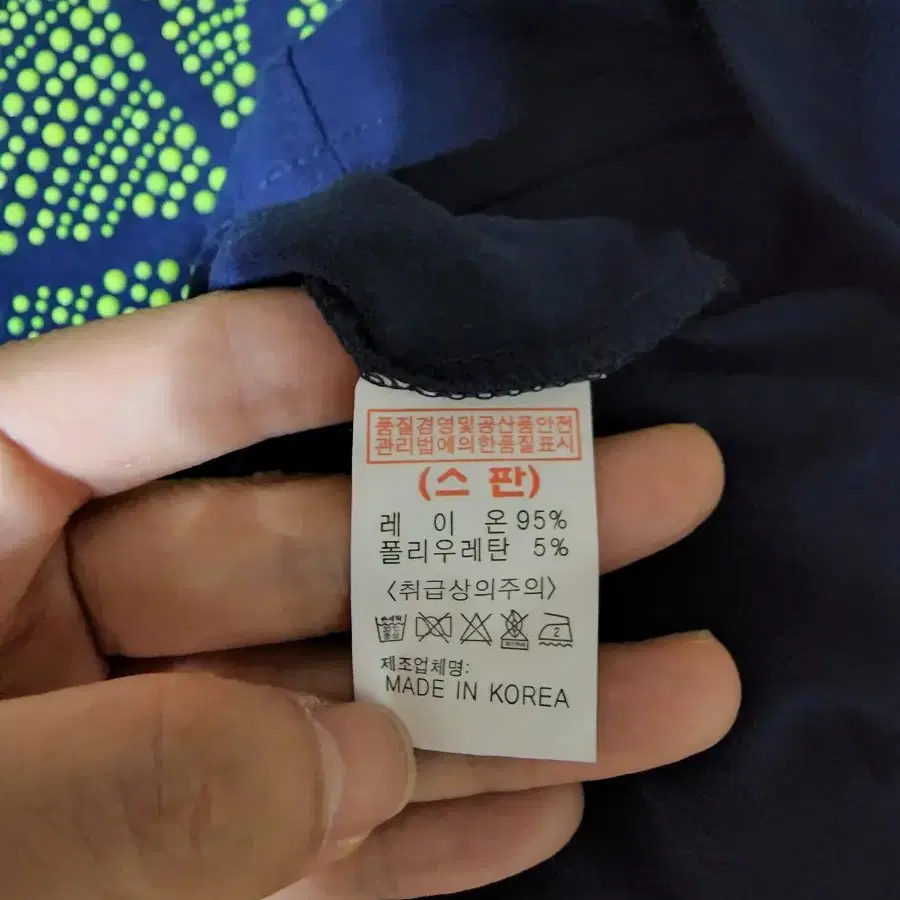 품질경영및공산품안전
관리법에의한품질표시
(스 판)
레 이 온 95%
폴리우레탄 5%
<취급상의주의>
2
제조업체명:
MADE IN KOREA